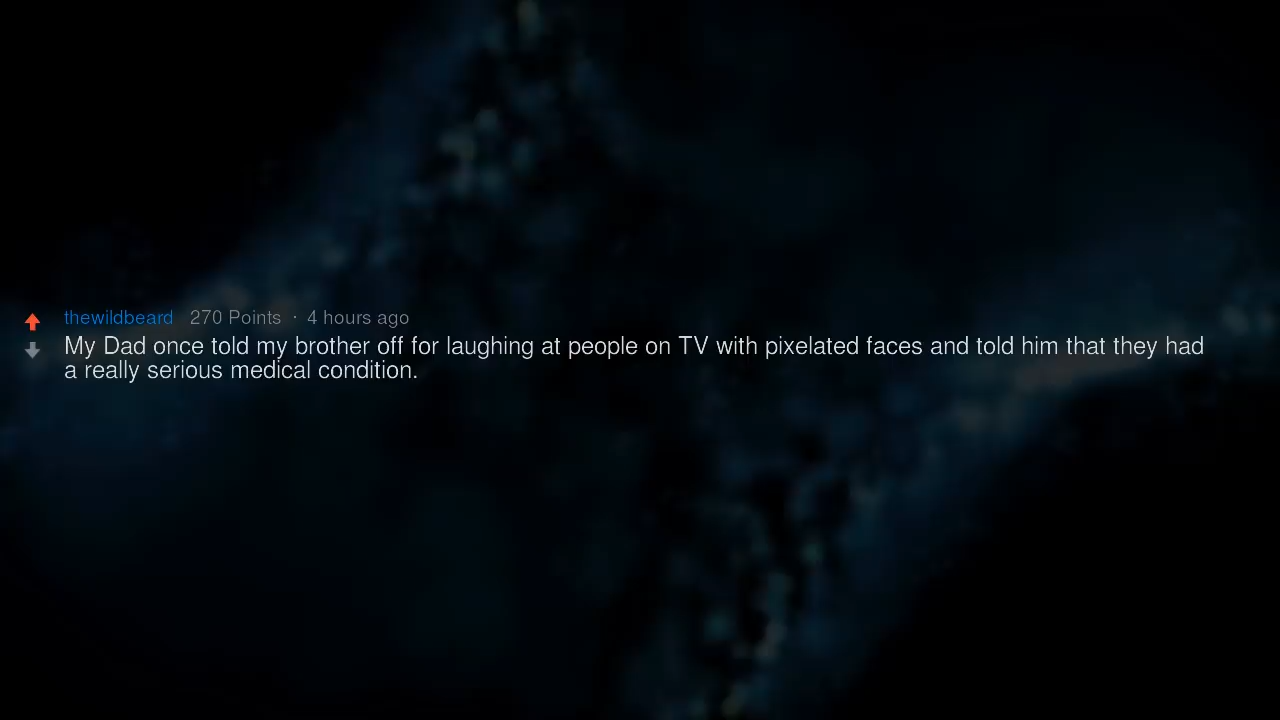 thewildbeard 270 Points · 4 hours ago
My Dad once told my brother off for laughing at people on TV with pixelated faces and told him that they had
a really serious medical condition.